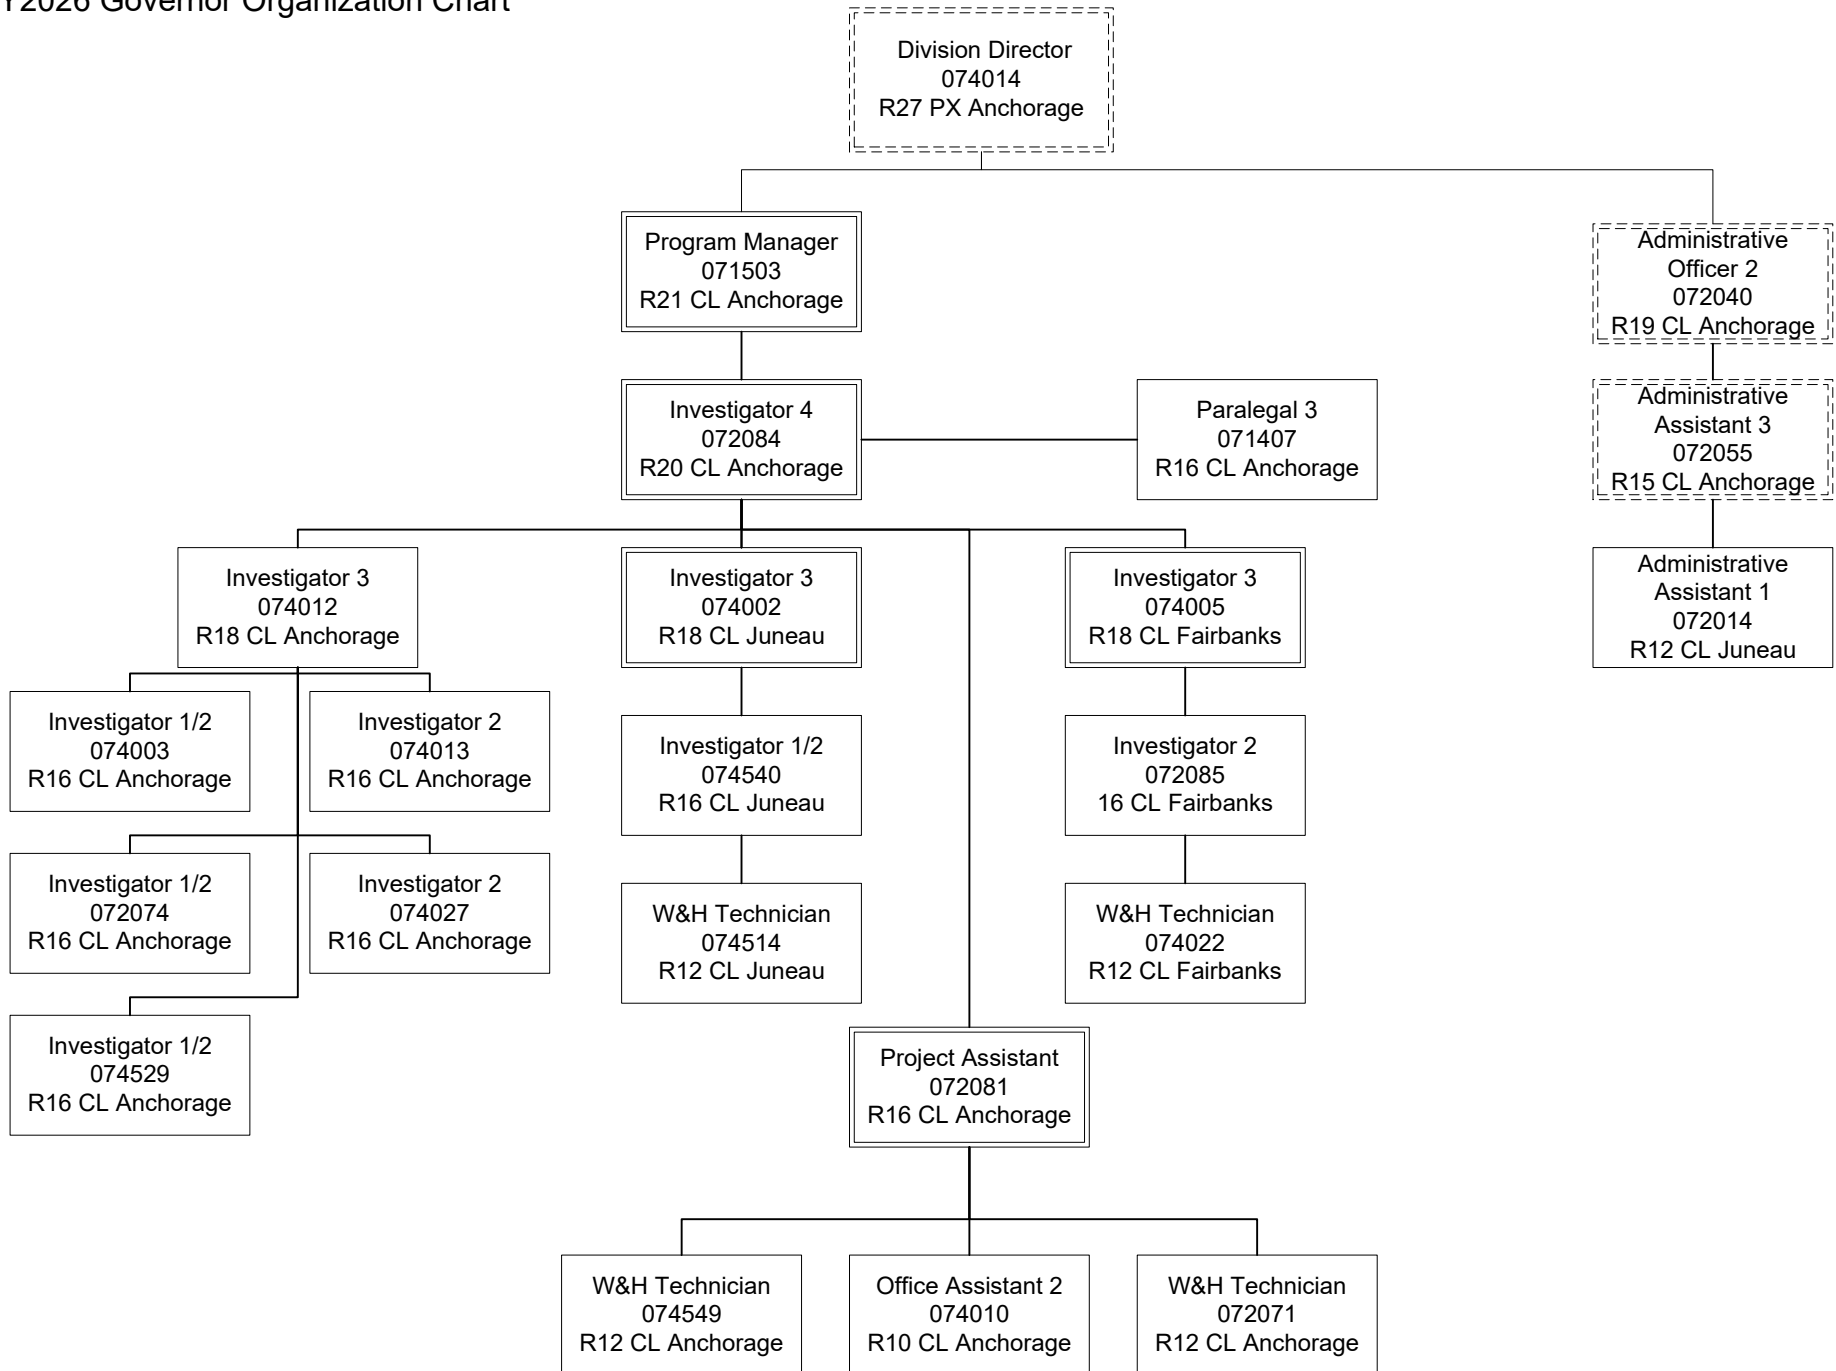 Y2026 Governor Organization Chart
Division Director
074014
R27 PX Anchorage
Program Manager
071503
R21 CL Anchorage
Administrative
Officer 2
072040
R19 CL Anchorage
Investigator 4
072084
R20 CL Anchorage
Paralegal 3
071407
R16 CL Anchorage
Administrative
Assistant 3
072055
R15 CL Anchorage
Investigator 3
074012
R18 CL Anchorage
Investigator 3
074002
R18 CL Juneau
Investigator 3
074005
R18 CL Fairbanks
Administrative
Assistant 1
072014
R12 CL Juneau
Investigator 1/2
074003
R16 CL Anchorage
Investigator 2
074013
R16 CL Anchorage
Investigator 1/2
074540
R16 CL Juneau
Investigator 2
072085
16 CL Fairbanks
Investigator 1/2
072074
R16 CL Anchorage
Investigator 2
074027
R16 CL Anchorage
W&H Technician
074514
R12 CL Juneau
W&H Technician
074022
R12 CL Fairbanks
Investigator 1/2
074529
R16 CL Anchorage
Project Assistant
072081
R16 CL Anchorage
W&H Technician
074549
R12 CL Anchorage
Office Assistant 2
074010
R10 CL Anchorage
W&H Technician
072071
R12 CL Anchorage